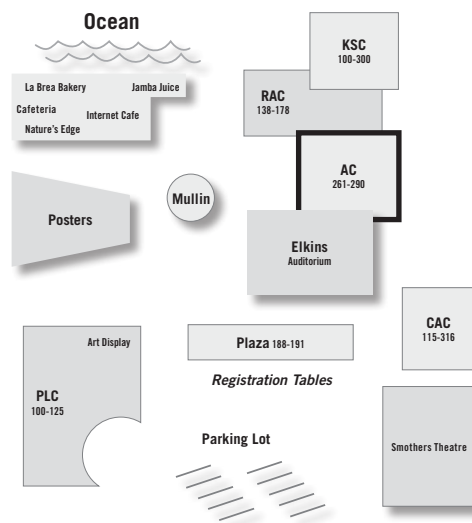 Ocean
KSC
100-300
La Brea Bakery
Jamba Juice
Cafeteria
Internet Cafe
Nature's Edge
RAC
138-178
AC
261-290
Mullin
Posters
Elkins
Auditorium
CAC
115-316
Plaza 188-191
Art Display
Registration Tables
PLC
100-125
Parking Lot
Smothers Theatre